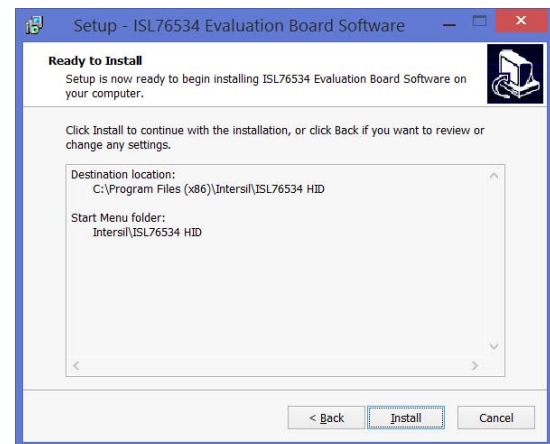 Setup - ISL76534 Evaluation Board Software
Ready to Install
Setup is now ready to begin installing ISL76534 Evaluation Board Software on
your computer.
Click Install to continue with the installation, or click Back if you want to review or
change any settings.
Destination location:
C:\Program Files (x86)\Intersil\ISL76534 HID
Start Menu folder:
Intersil\ISL76534 HID
< Back
Install
Cancel